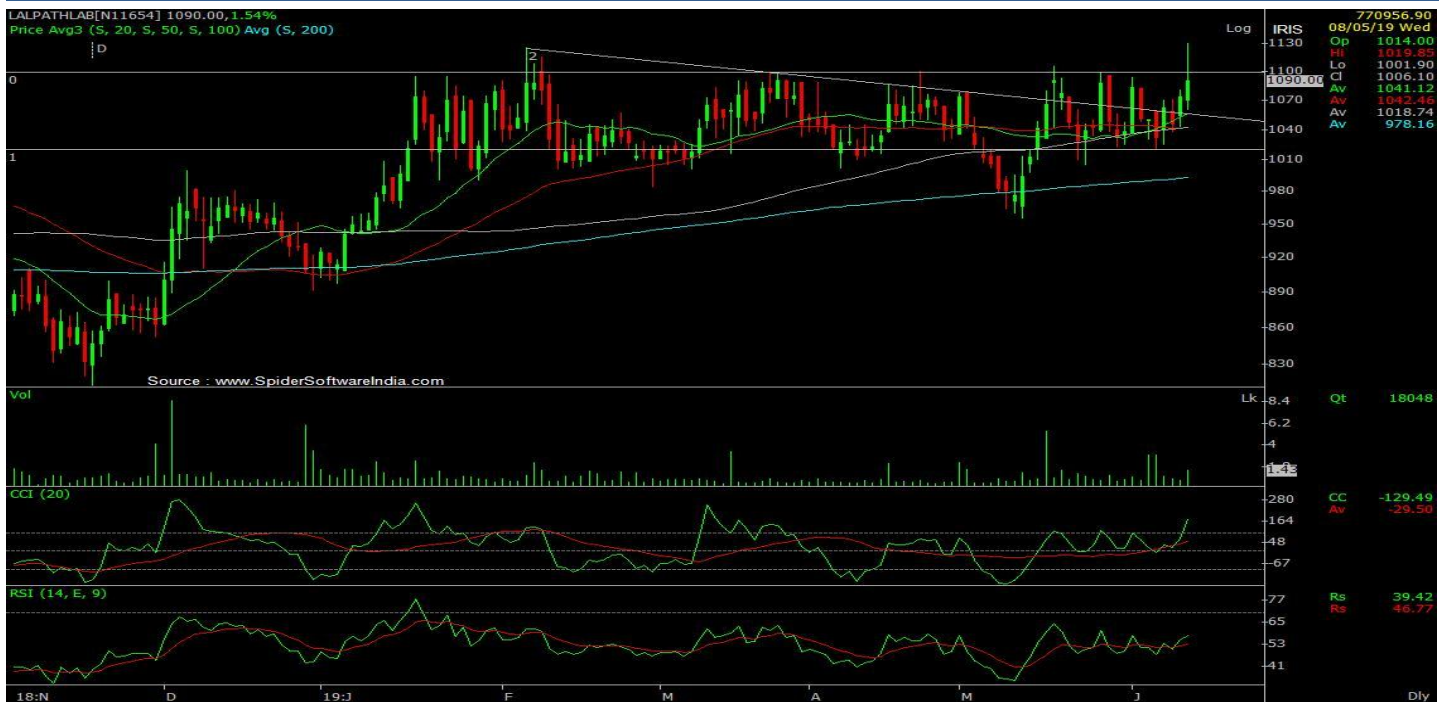 LALPATHLAB[N11654] 1090.00,1.54%
Price Avg3 (S, 20, S, 50, S, 100) Avg (S, 200)
D
2
0
1
Source : www.SpiderSoftwareIndia.com
Log
IRIS
1130
1100
1090.00
1070
1040
1010
980
950
920
890
860
830
770956.90
08/05/19 Wed
Op 1014.00
Hi 1019.85
Lo 1001.90
Cl 1006.10
Av 1041.12
Av 1042.46
Av 1018.74
Av 978.16
Vol
Lk
8.4
6.2
4
1.43
Qt 18048
CCI (20)
280
164
48
-67
CC -129.49
Av -29.50
RSI (14, E, 9)
77
65
53
41
Rs 39.42
Rs 46.77
18:N D 19:J F M A M J Dly